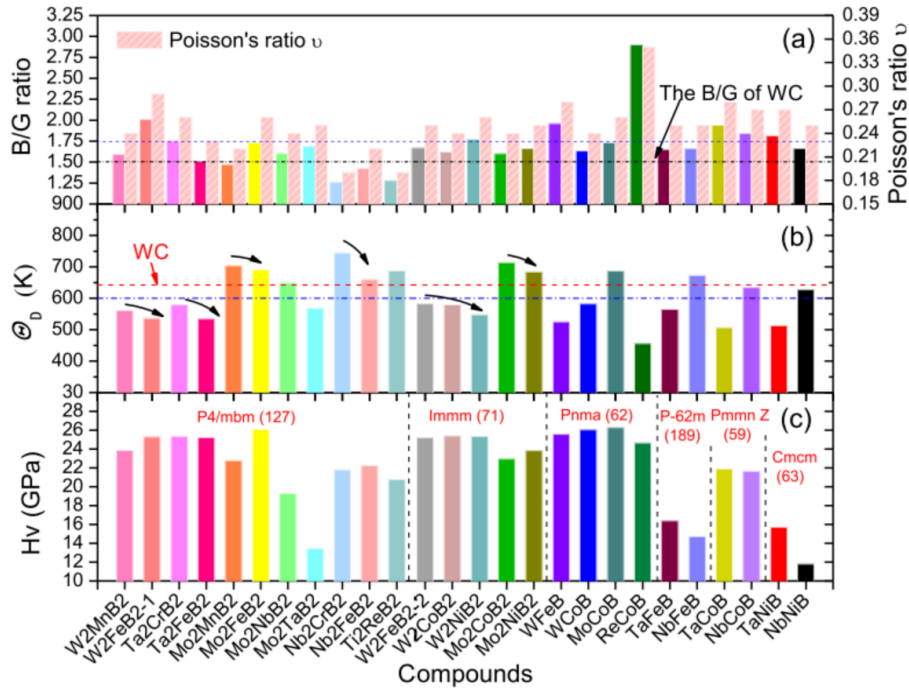 3.25
3.00
2.75
2.50
2.25
2.00
1.75
1.50
1.25
900
B/G ratio
Poisson's ratio υ
(a)
The B/G of WC
0.39
0.36
0.33
0.30
0.27
0.24
0.21
0.18
0.15
Poisson's ratio υ
800
700
600
500
400
30
Θ_D (K)
WC
(b)
28
26
24
22
20
18
16
14
12
10
Hv (GPa)
P4/mbm (127)
Immm (71)
Pnma (62)
P-62m
(189)
Pmmn Z
(59)
Cmcm
(63)
(c)
W2MnB2
W2FeB2-1
Ta2CrB2
Ta2FeB2
Mo2MnB2
Mo2FeB2
Mo2NbB2
Mo2TaB2
Nb2CrB2
Nb2FeB2
Ti2ReB2
W2FeB2-2
W2CoB2
W2NiB2
Mo2CoB2
Mo2NiB2
WFeB
WCoB
MoCoB
ReCoB
TaFeB
NbFeB
TaCoB
NbCoB
TaNiB
NbNiB
Compounds